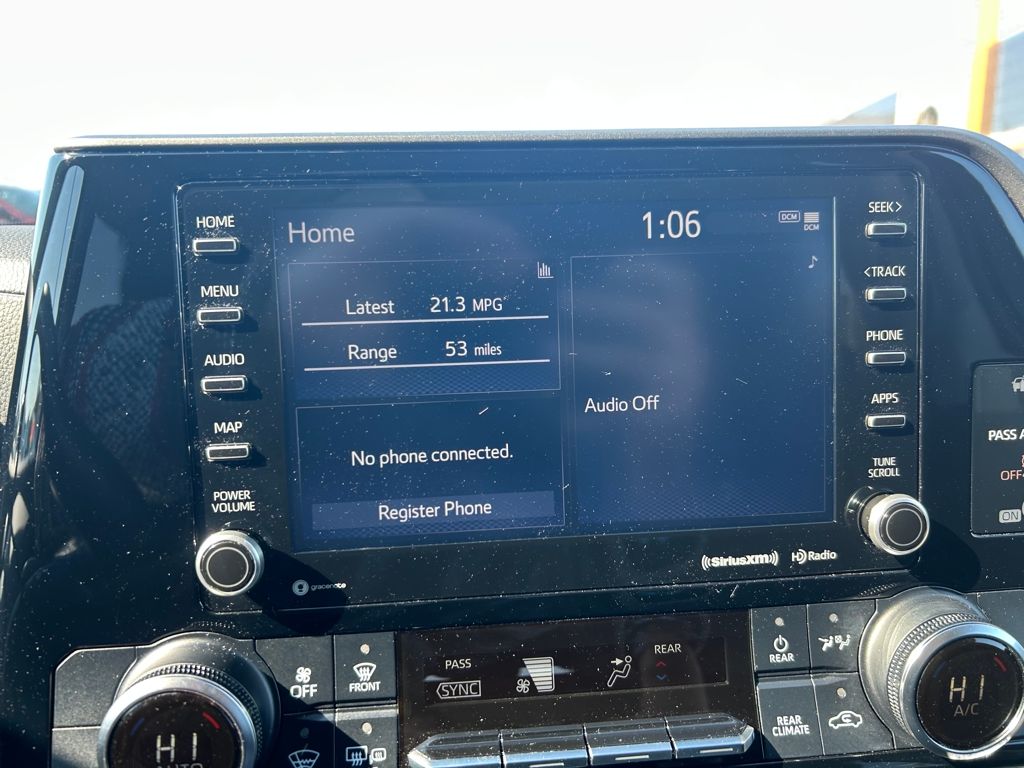 HOME
MENU
AUDIO
MAP
POWER
VOLUME
Home
1:06
DCM
DCM
Latest 21.3 MPG
Range 53 miles
No phone connected.
Register Phone
Audio Off
SEEK>
<TRACK
PHONE
APPS
TUNE
SCROLL
gracenote
((SiriusXM))
HD Radio
PASS
OFF
ON
HI
AUTO
OFF
FRONT
PASS
SYNC
REAR
REAR
REAR
CLIMATE
HI
A/C